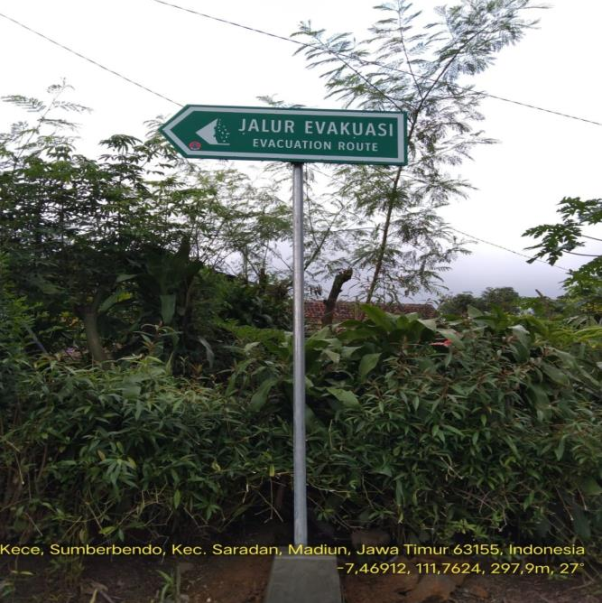 JALUR EVAKUASI
EVACUATION ROUTE
Kece, Sumberbendo, Kec. Saradan, Madiun, Jawa Timur 63155, Indonesia
-7,46912, 111,7624, 297,9m, 27°